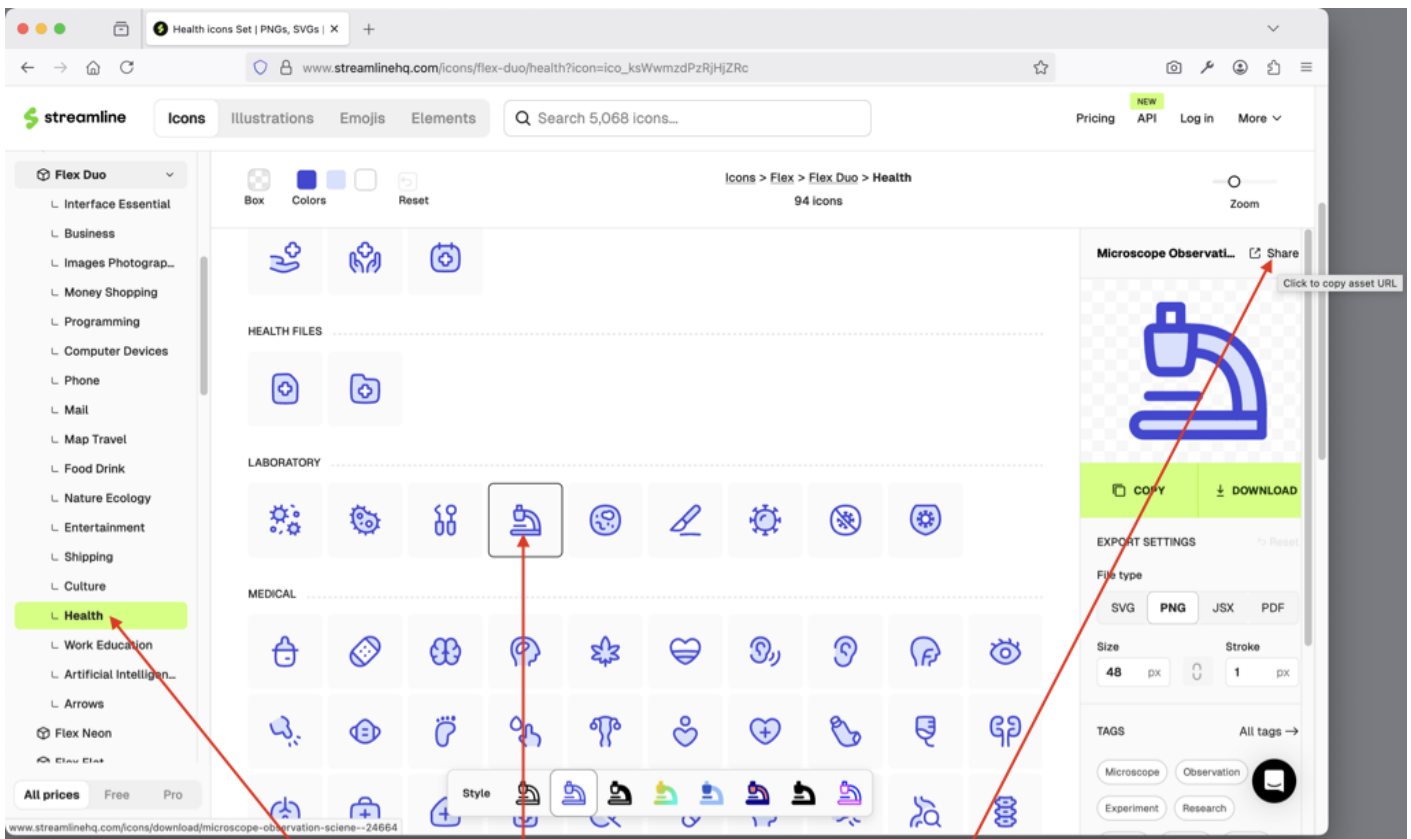 Health icons Set | PNGs, SVGs |
www.streamlinehq.com/icons/flex-duo/health?icon=ico_ksWwmzdPzRjHjZRc
streamline
Icons
Illustrations
Emojis
Elements
Search 5,068 icons...
Pricing
NEW
API
Log in
More
Flex Duo
Interface Essential
Business
Images Photograp...
Money Shopping
Programming
Computer Devices
Phone
Mail
Map Travel
Food Drink
Nature Ecology
Entertainment
Shipping
Culture
Health
Work Education
Artificial Intelligen...
Arrows
Flex Neon
Flex Flat
All prices
Free
Pro
www.streamlinehq.com/icons/download/microscope-observation-sciene--24664
Box
Colors
Reset
Icons > Flex > Flex Duo > Health
94 icons
Zoom
HEALTH FILES
LABORATORY
MEDICAL
Style
Microscope Observati...
Share
Click to copy asset URL
COPY
DOWNLOAD
EXPORT SETTINGS
Reset
File type
SVG
PNG
JSX
PDF
Size
Stroke
48 px
1 px
TAGS
All tags →
Microscope
Observation
Experiment
Research